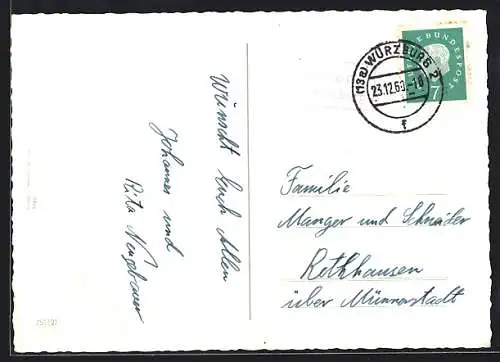 Wünscht Euch Allen
Johannes und
Rita Neugebauer
(13a) WÜRZBURG 2
23.12.60
f
BUNDESPOST
7
Familie
Manger und Schneider
Rothhausen
über Münnerstadt